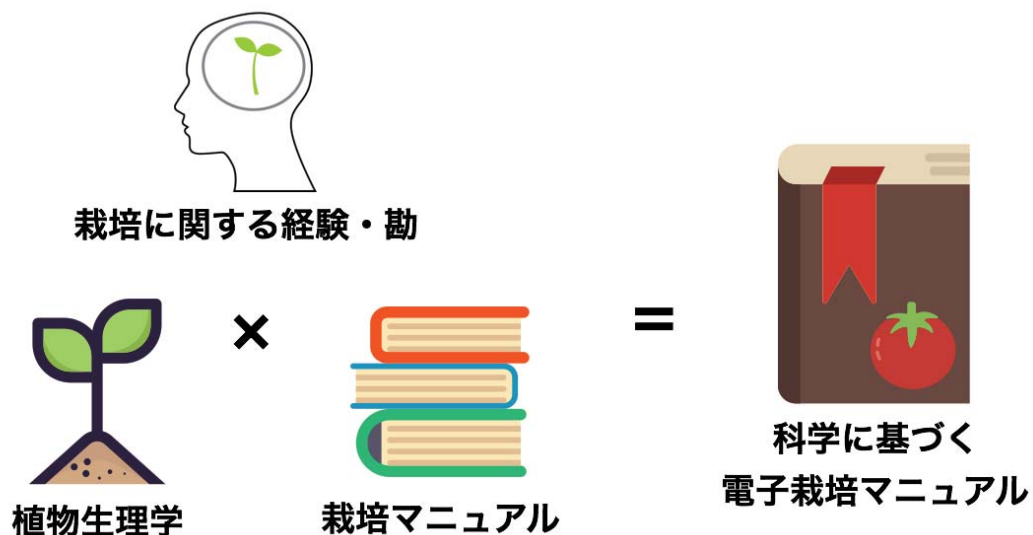 栽培に関する経験・勘
×
=
植物生理学
栽培マニュアル
科学に基づく
電子栽培マニュアル